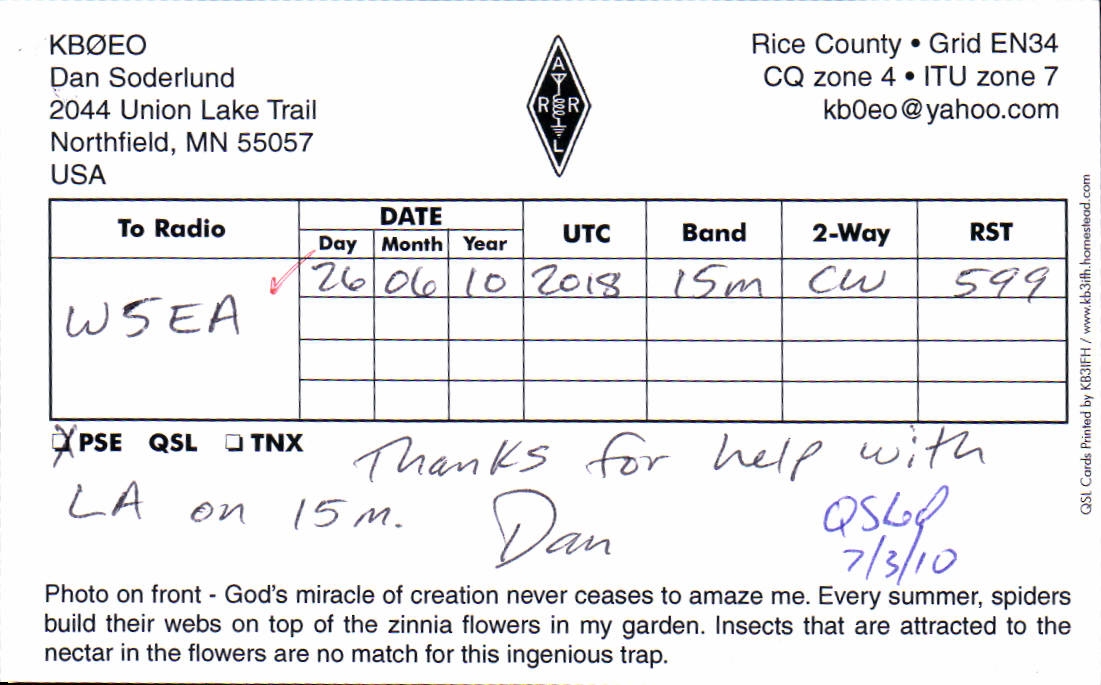 KBØEO
Dan Soderlund
2044 Union Lake Trail
Northfield, MN 55057
USA
A
R R
L
Rice County • Grid EN34
CQ zone 4 • ITU zone 7
kb0eo@yahoo.com
To Radio DATE UTC Band 2-Way RST
Day Month Year
26 06 10 2018 15m CW 599
W5EA
PSE QSL TNX
Thanks for help with
LA on 15m.
Dan
QSLed
7/3/10
Photo on front - God's miracle of creation never ceases to amaze me. Every summer, spiders
build their webs on top of the zinnia flowers in my garden. Insects that are attracted to the
nectar in the flowers are no match for this ingenious trap.
QSL Cards Printed by KB3IFH / www.kb3ifh.homestead.com